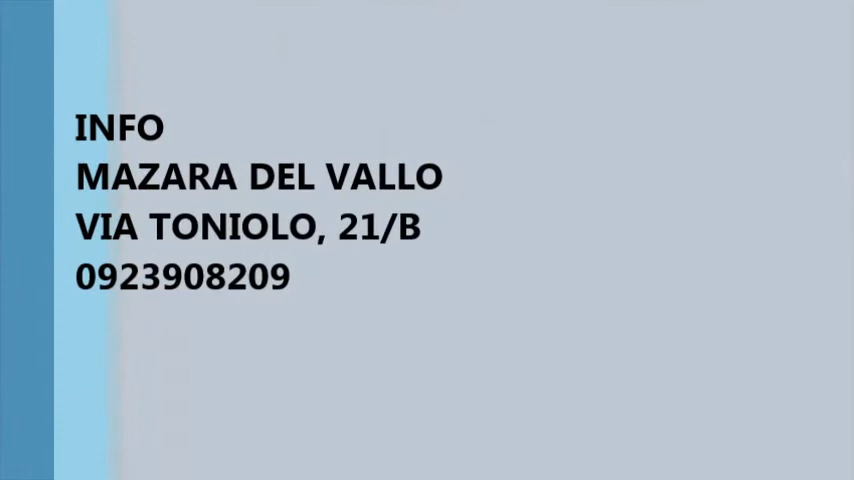 INFO
MAZARA DEL VALLO
VIA TONIOLO, 21/B
0923908209